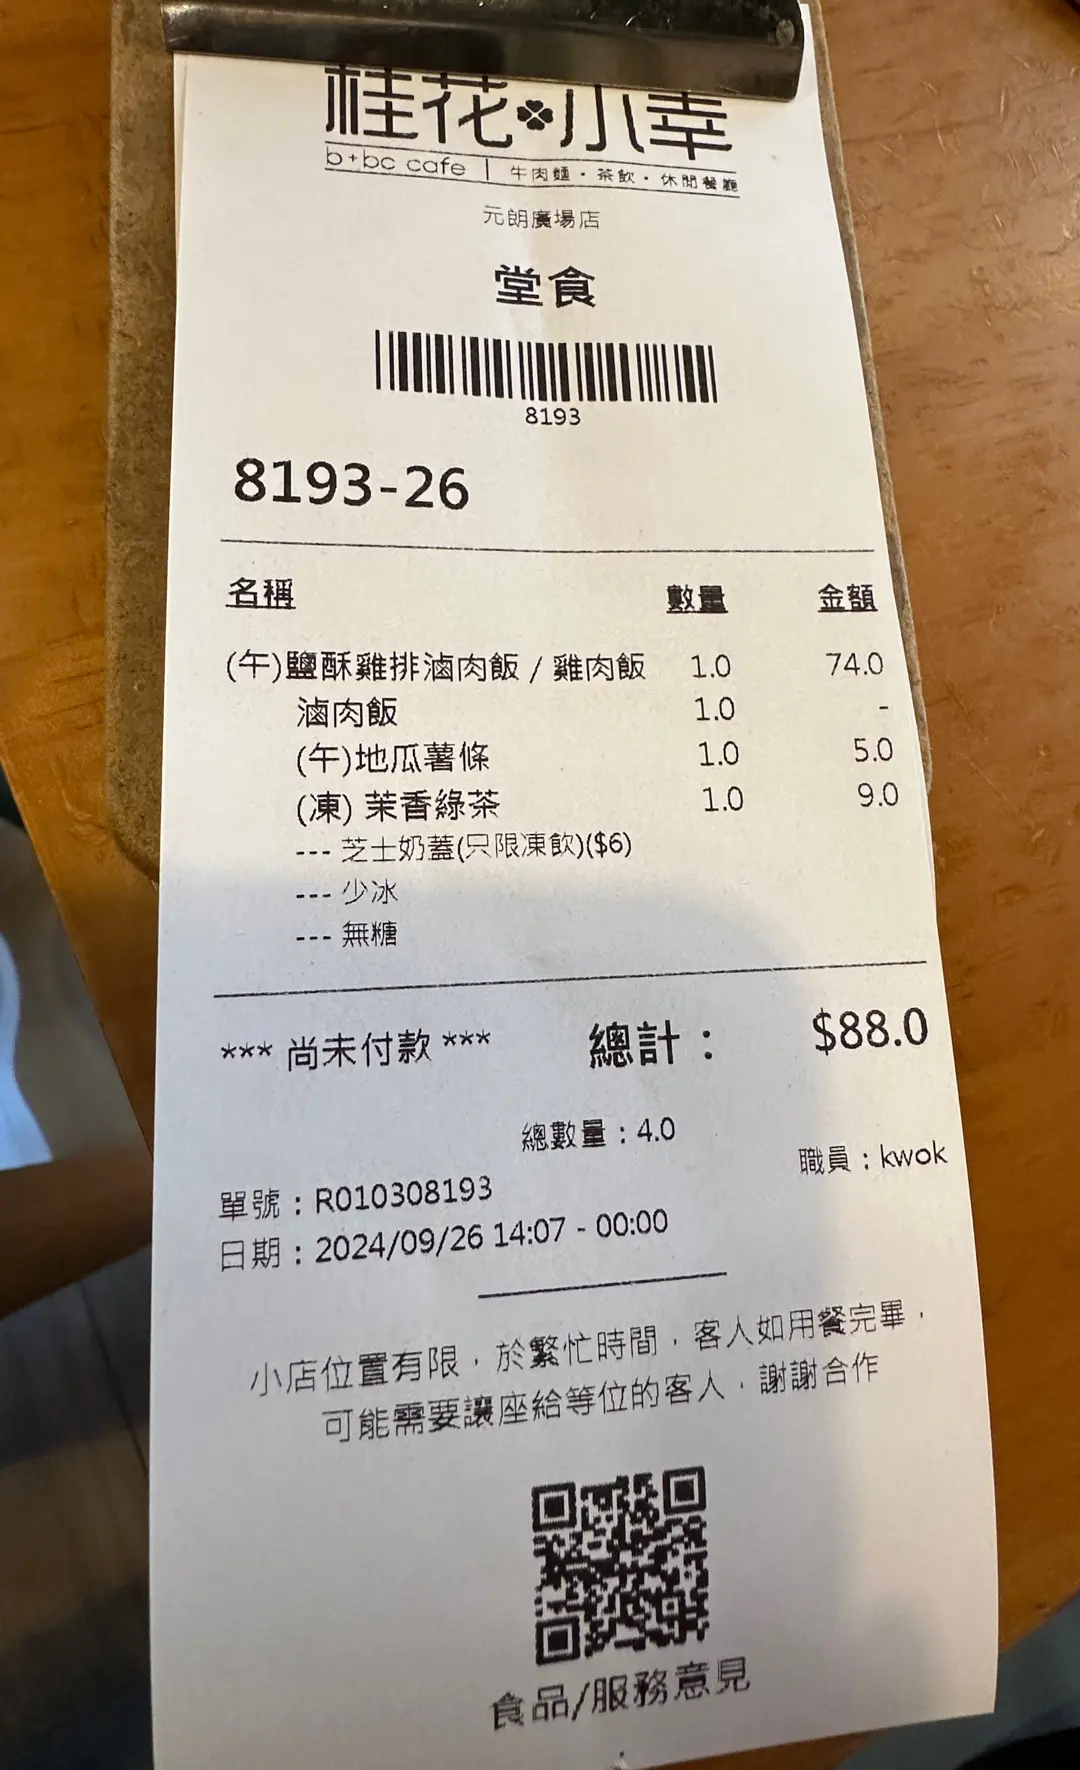 桂花小幸
b+bc cafe | 牛肉麵・茶飲・休閒餐廳
元朗廣場店
堂食
8193
8193-26
名稱 數量 金額
(午)鹽酥雞排滷肉飯 / 雞肉飯 1.0 74.0
滷肉飯 1.0 -
(午)地瓜薯條 1.0 5.0
(凍) 茉香綠茶 1.0 9.0
--- 芝士奶蓋(只限凍飲)($6)
--- 少冰
--- 無糖
*** 尚未付款 *** 總計： $88.0
總數量：4.0
職員：kwok
單號：R010308193
日期：2024/09/26 14:07 - 00:00
小店位置有限，於繁忙時間，客人如用餐完畢，
可能需要讓座給等位的客人，謝謝合作
食品/服務意見